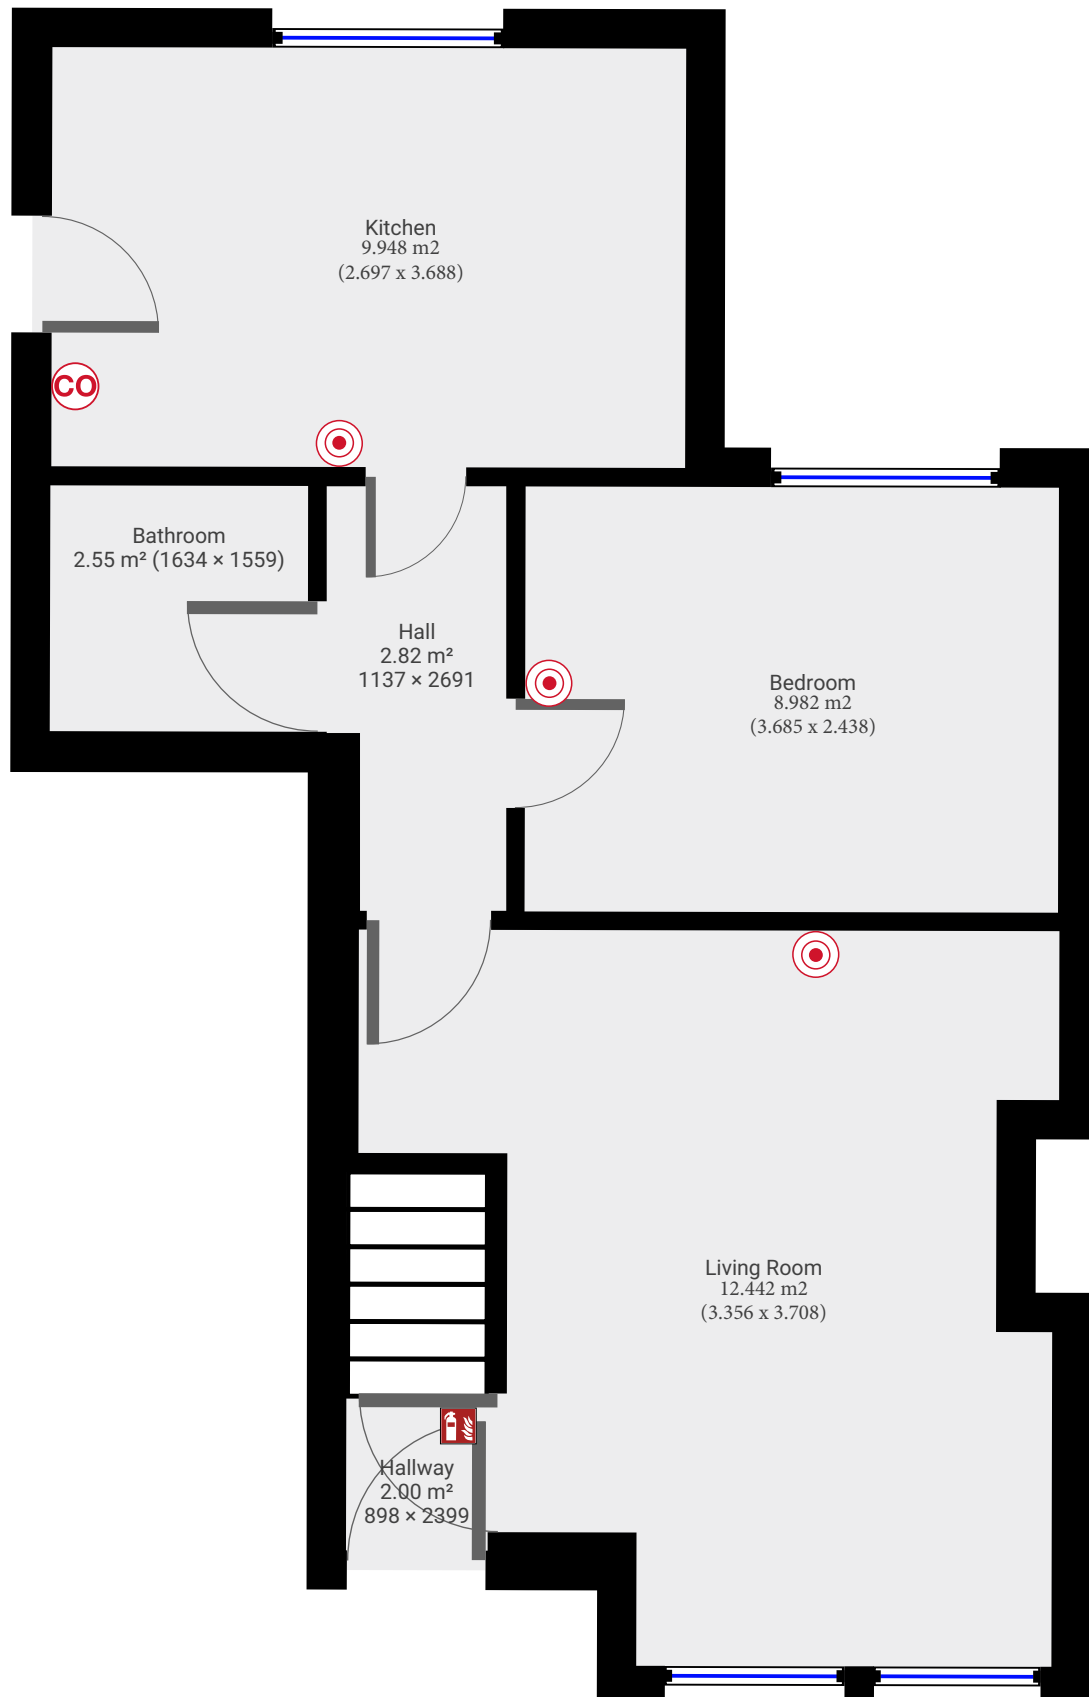 Kitchen
9.948 m2
(2.697 x 3.688)
CO
Bathroom
2.55 m² (1634 × 1559)
Hall
2.82 m²
1137 × 2691
Bedroom
8.982 m2
(3.685 x 2.438)
Living Room
12.442 m2
(3.356 x 3.708)
Hallway
2.00 m²
898 × 2399